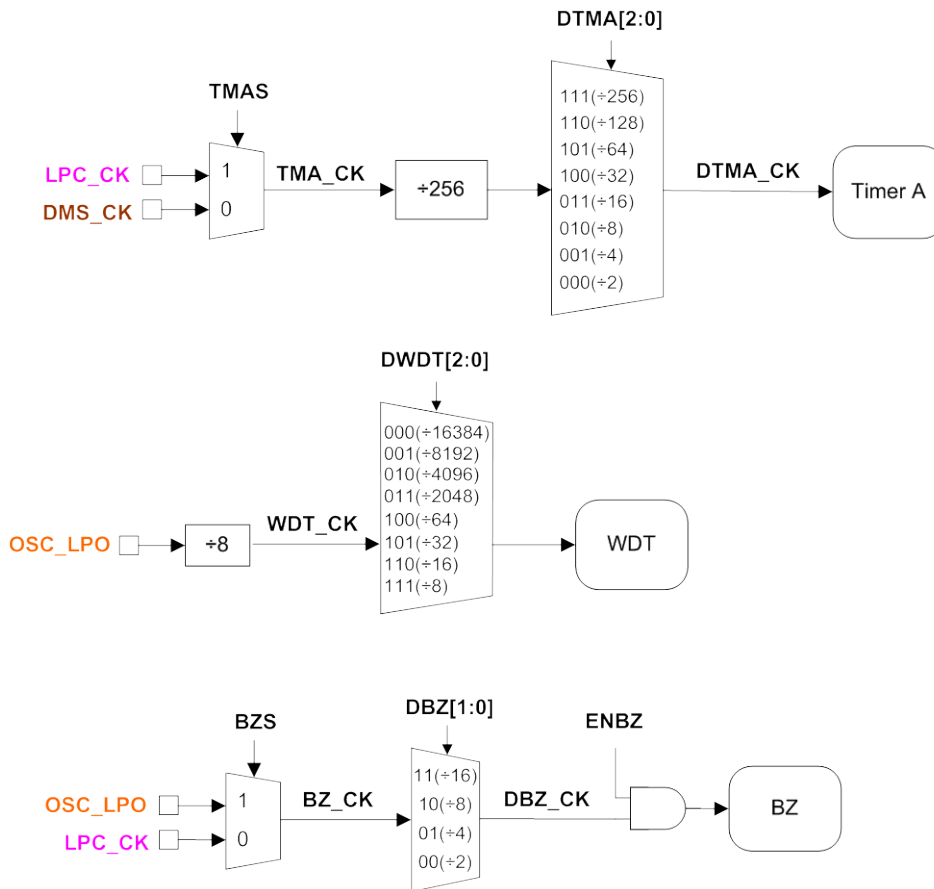 DTMA[2:0]
TMAS
111(÷256)
110(÷128)
101(÷64)
100(÷32)
011(÷16)
010(÷8)
001(÷4)
000(÷2)
LPC_CK
1
DMS_CK
0
TMA_CK
÷256
DTMA_CK
Timer A
DWDT[2:0]
000(÷16384)
001(÷8192)
010(÷4096)
011(÷2048)
100(÷64)
101(÷32)
110(÷16)
111(÷8)
OSC_LPO
÷8
WDT_CK
WDT
BZS
DBZ[1:0]
ENBZ
OSC_LPO
1
LPC_CK
0
BZ_CK
11(÷16)
10(÷8)
01(÷4)
00(÷2)
DBZ_CK
BZ